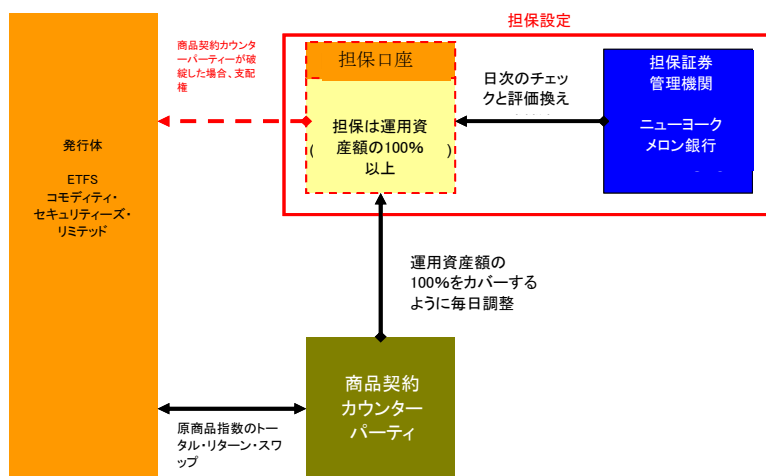 担保設定
商品契約カウンタ
ーパーティーが破
綻した場合、支配
権
担保口座
担保は運用資
産額の100%
以上
(
)
日次のチェッ
クと評価換え
担保証券
管理機関
ニューヨーク
メロン銀行
発行体
ETFS
コモディティ・
セキュリティーズ・
リミテッド
運用資産額の
100%をカバーする
ように毎日調整
商品契約
カウンター
パーティ
原商品指数のトー
タル・リターン・スワ
ップ